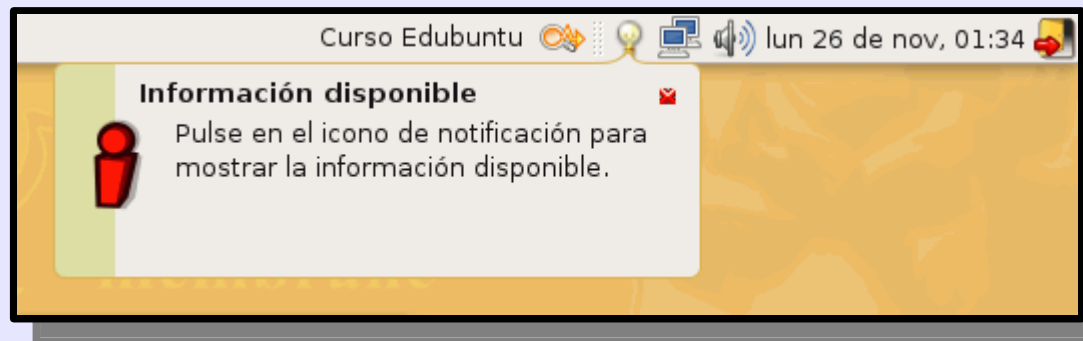 Curso Edubuntu lun 26 de nov, 01:34
Información disponible
Pulse en el icono de notificación para
mostrar la información disponible.
membrane